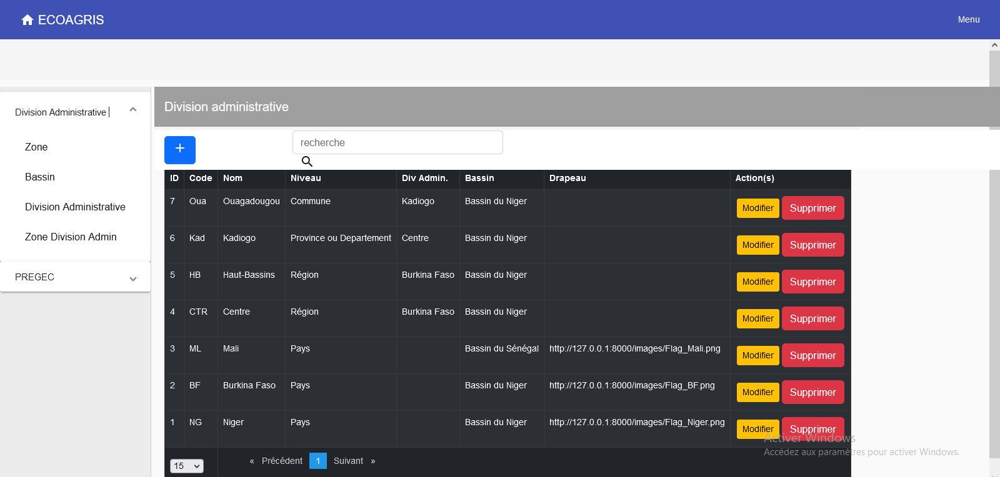 ECOAGRIS
Menu
Division Administrative
Zone
Bassin
Division Administrative
Zone Division Admin
PREGEC
Division administrative
+
recherche
ID Code Nom Niveau Div Admin. Bassin Drapeau Action(s)
7 Oua Ouagadougou Commune Kadiogo Bassin du Niger Modifier Supprimer
6 Kad Kadiogo Province ou Departement Centre Bassin du Niger Modifier Supprimer
5 HB Haut-Bassins Région Burkina Faso Bassin du Niger Modifier Supprimer
4 CTR Centre Région Burkina Faso Bassin du Niger Modifier Supprimer
3 ML Mali Pays Bassin du Sénégal http://127.0.0.1:8000/images/Flag_Mali.png Modifier Supprimer
2 BF Burkina Faso Pays Bassin du Niger http://127.0.0.1:8000/images/Flag_BF.png Modifier Supprimer
1 NG Niger Pays Bassin du Niger http://127.0.0.1:8000/images/Flag_Niger.png Modifier Supprimer
15 « Précédent 1 Suivant »
Activer Windows
Accédez aux paramètres pour activer Windows.